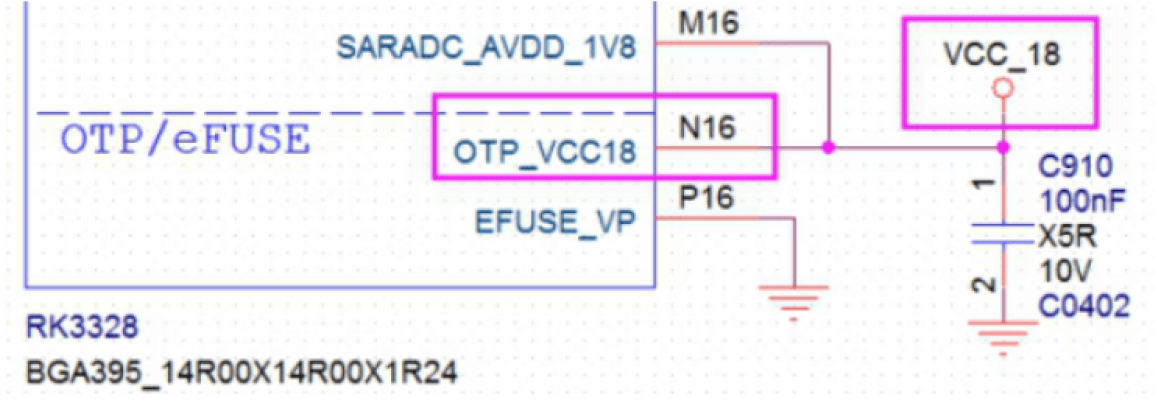 M16
SARADC_AVDD_1V8
VCC_18
OTP/eFUSE
N16
OTP_VCC18
C910
1
100nF
P16
EFUSE_VP
X5R
10V
2
C0402
RK3328
BGA395_14R00X14R00X1R24